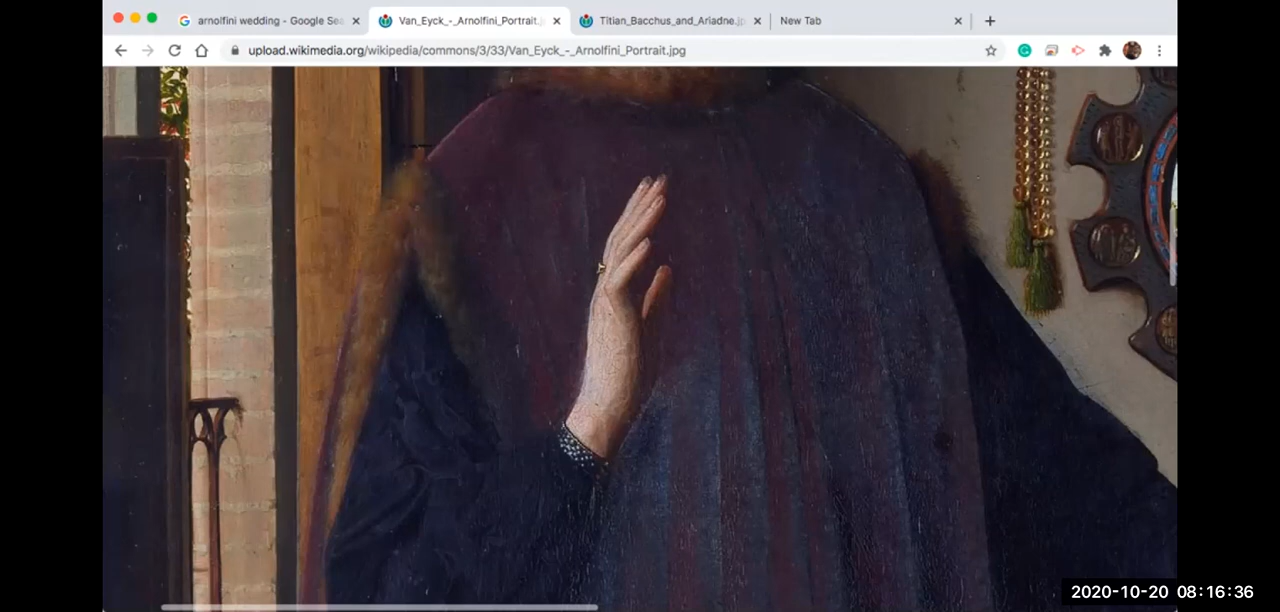 arnolfini wedding - Google Sea
Van_Eyck_-_Arnolfini_Portrait.j
Titian_Bacchus_and_Ariadne.jp
New Tab
upload.wikimedia.org/wikipedia/commons/3/33/Van_Eyck_-_Arnolfini_Portrait.jpg
2020-10-20 08:16:36